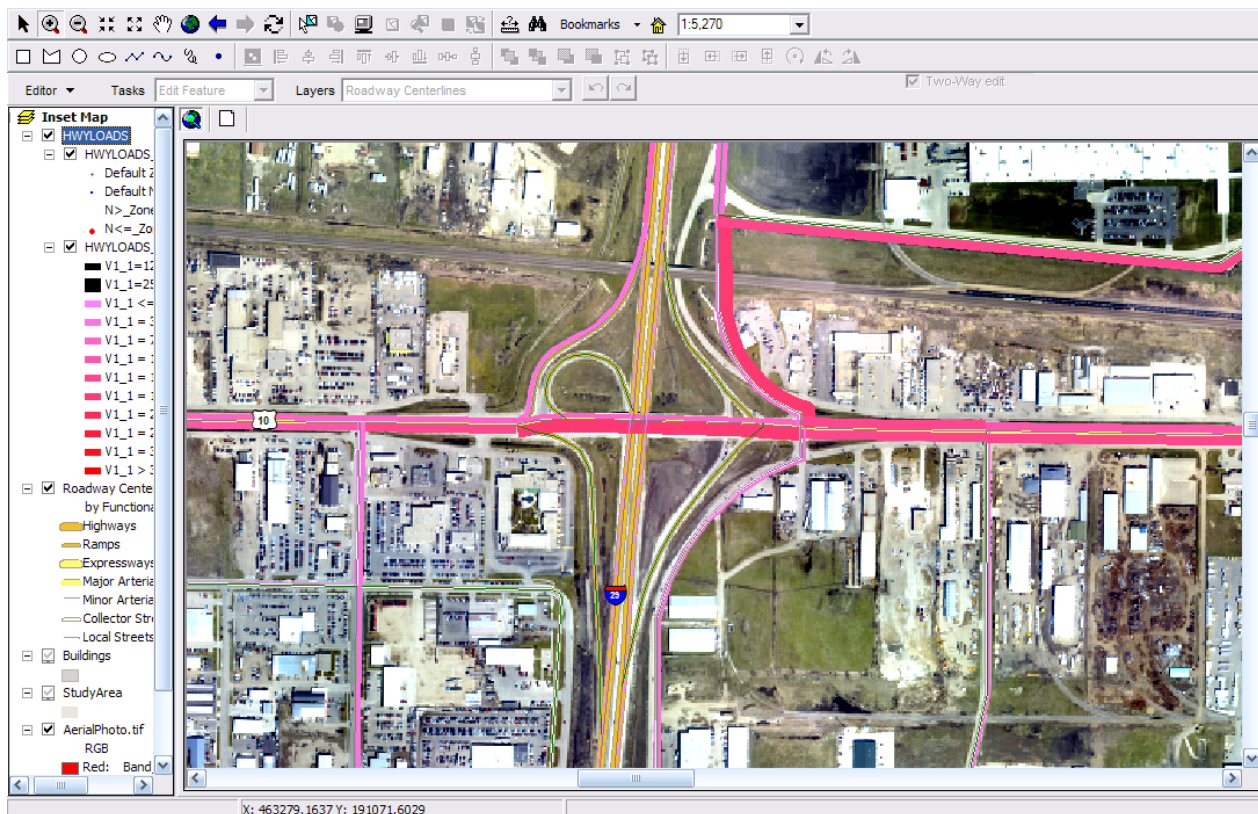 Bookmarks 1:5,270
Editor Tasks Edit Feature Layers Roadway Centerlines Two-Way edit
Inset Map
HWYLOADS
HWYLOADS_
Default Z
Default N
N>_Zone
N<=_Zo
HWYLOADS_
V1_1=12
V1_1=25
V1_1 <=
V1_1 = 3
V1_1 = 7
V1_1 = 1
V1_1 = 1
V1_1 = 1
V1_1 = 2
V1_1 = 2
V1_1 = 3
V1_1 > 3
Roadway Cente
by Functiona
Highways
Ramps
Expressways
Major Arteria
Minor Arteria
Collector Stre
Local Streets
Buildings
StudyArea
AerialPhoto.tif
RGB
Red: Band_
10
29
X: 463279.1637 Y: 191071.6029